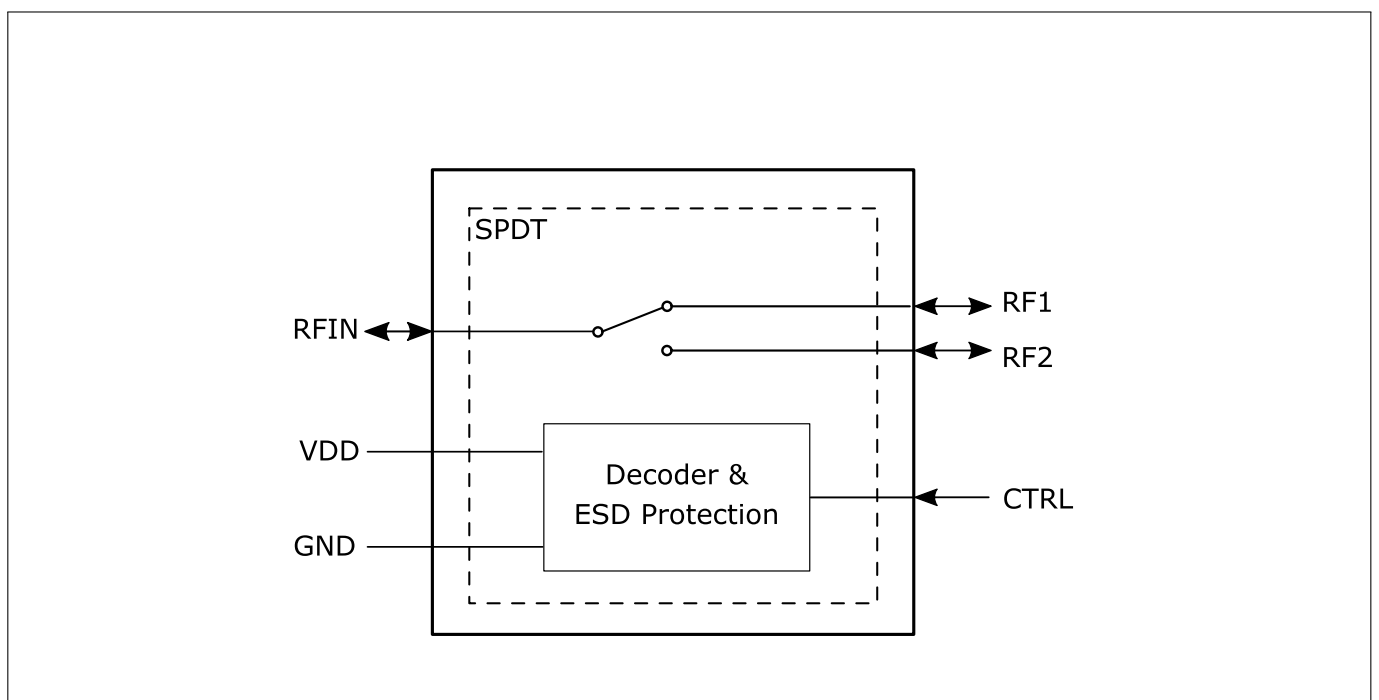 SPDT
RFIN
RF1
RF2
VDD
Decoder &
ESD Protection
CTRL
GND